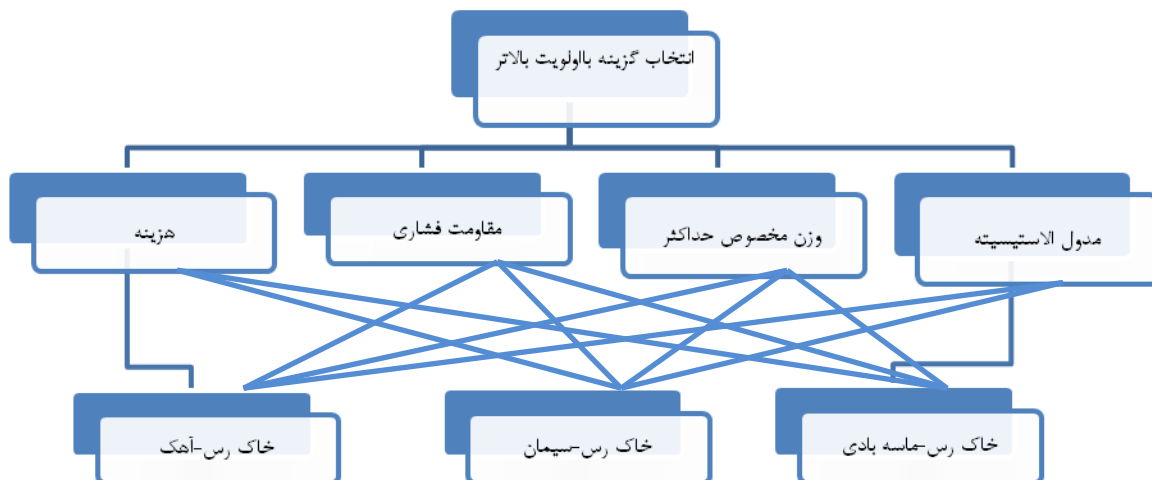 انتخاب گزینه بااولویت بالاتر
مدول الاستیسیته
وزن مخصوص حداکثر
مقاومت فشاری
هزینه
خاک رس-ماسه بادی
خاک رس-سیمان
خاک رس-آهک